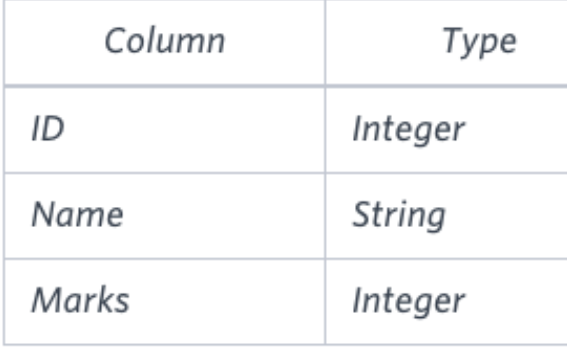 Column Type
ID Integer
Name String
Marks Integer